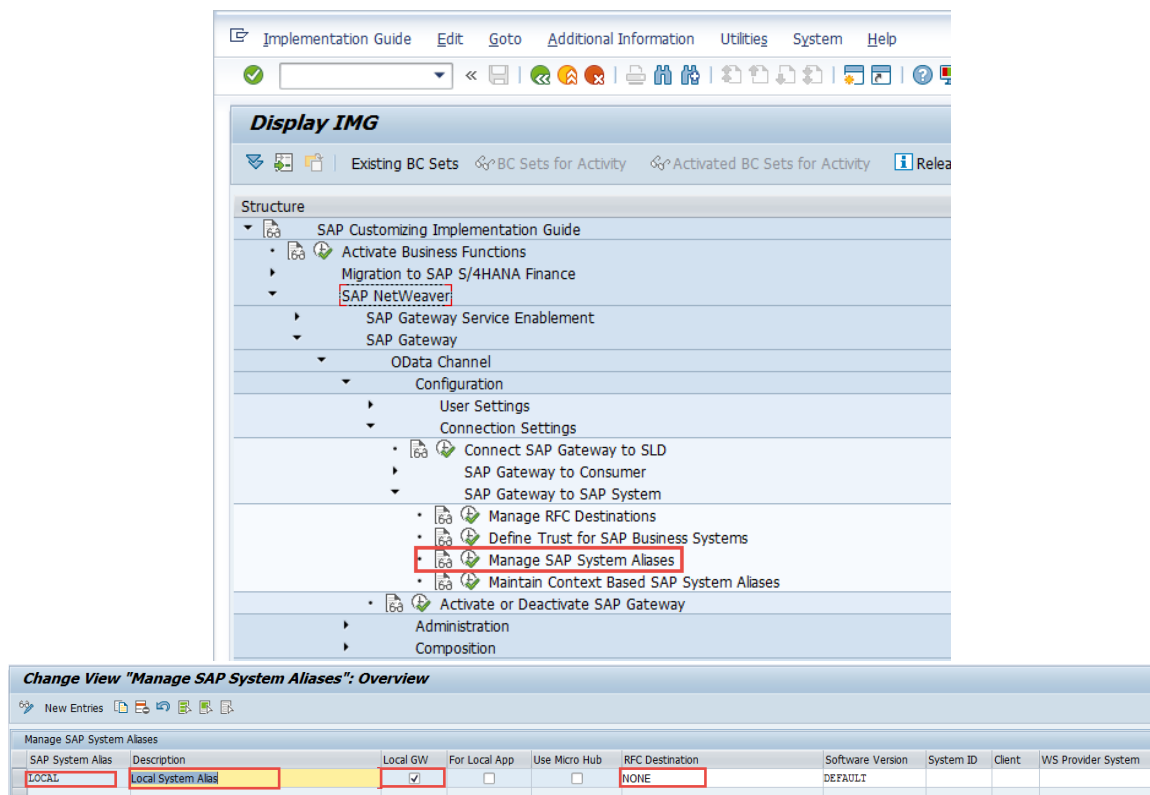 Implementation Guide Edit Goto Additional Information Utilities System Help
Display IMG
Existing BC Sets BC Sets for Activity Activated BC Sets for Activity Relea
Structure
SAP Customizing Implementation Guide
Activate Business Functions
Migration to SAP S/4HANA Finance
SAP NetWeaver
SAP Gateway Service Enablement
SAP Gateway
OData Channel
Configuration
User Settings
Connection Settings
Connect SAP Gateway to SLD
SAP Gateway to Consumer
SAP Gateway to SAP System
Manage RFC Destinations
Define Trust for SAP Business Systems
Manage SAP System Aliases
Maintain Context Based SAP System Aliases
Activate or Deactivate SAP Gateway
Administration
Composition
Change View "Manage SAP System Aliases": Overview
New Entries
Manage SAP System Aliases
SAP System Alias Description Local GW For Local App Use Micro Hub RFC Destination Software Version System ID Client WS Provider System
LOCAL Local System Alias NONE DEFAULT